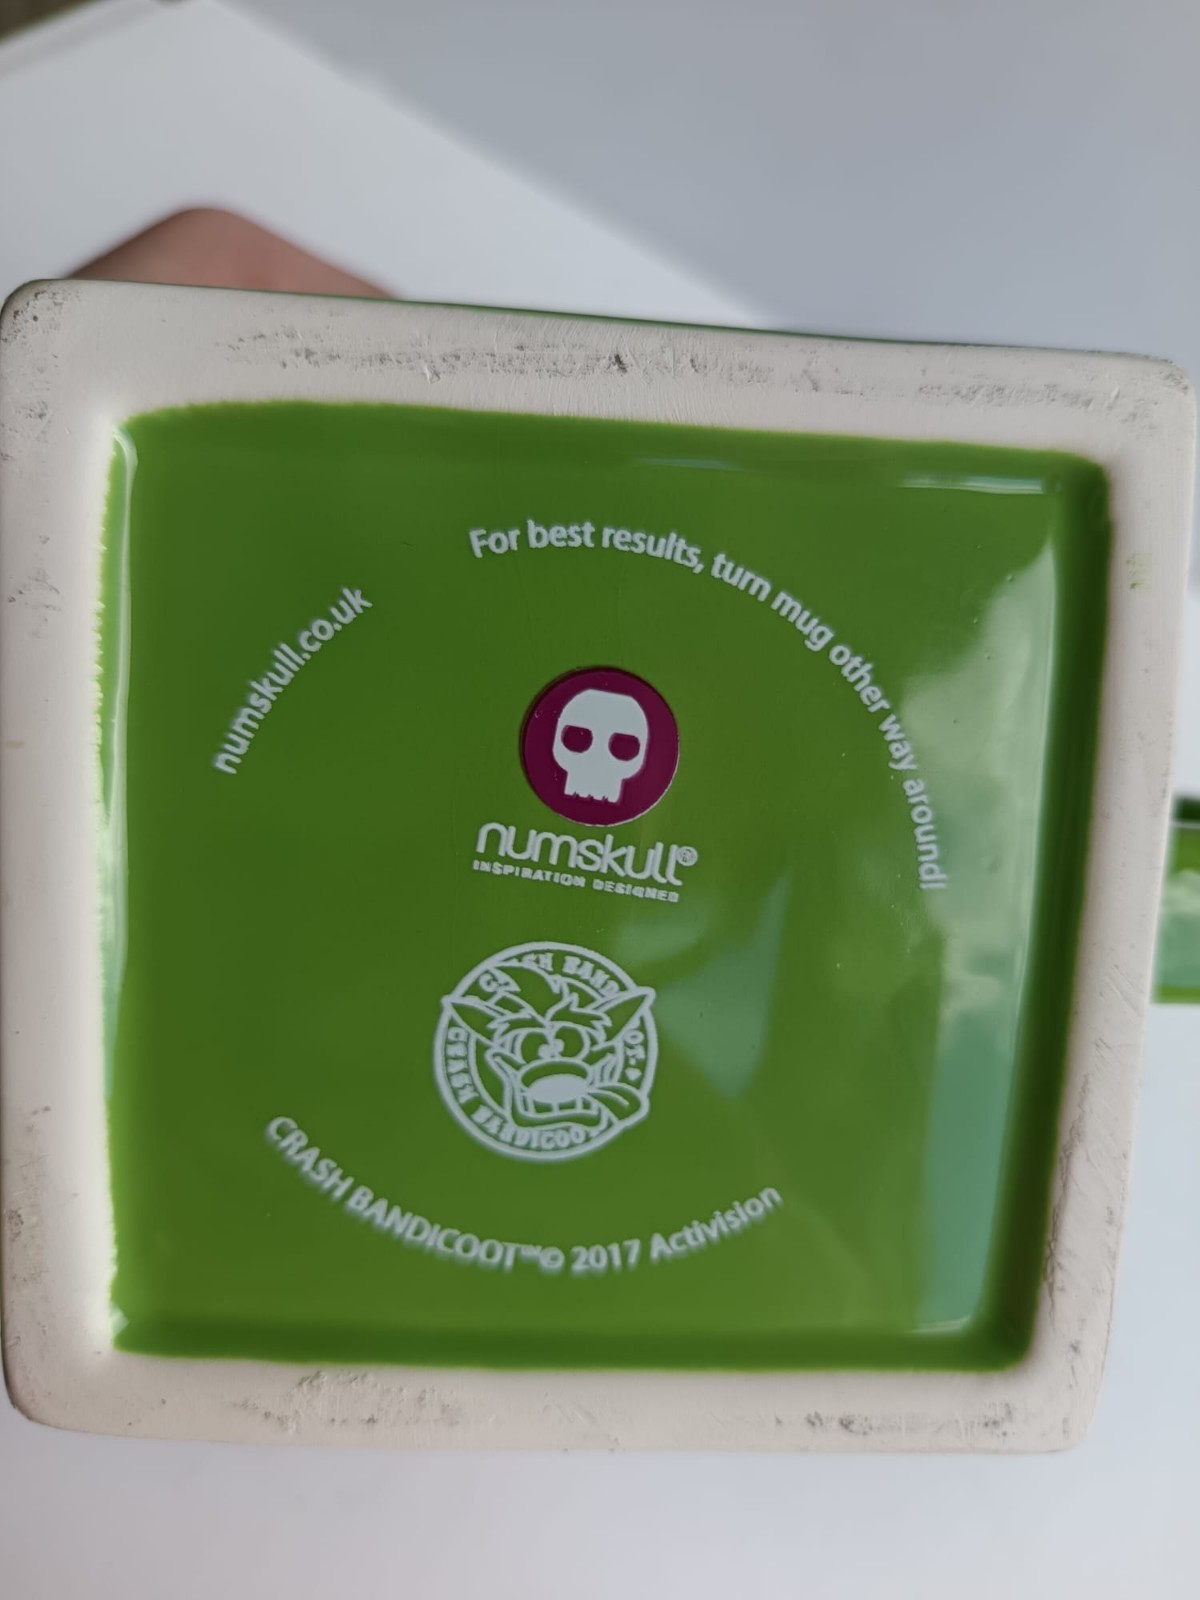 For best results, turn mug other way around!
numskull.co.uk
numskull®
INSPIRATION DESIGNED
CRASH BANDICOOT
CRASH BANDICOOT™© 2017 Activision